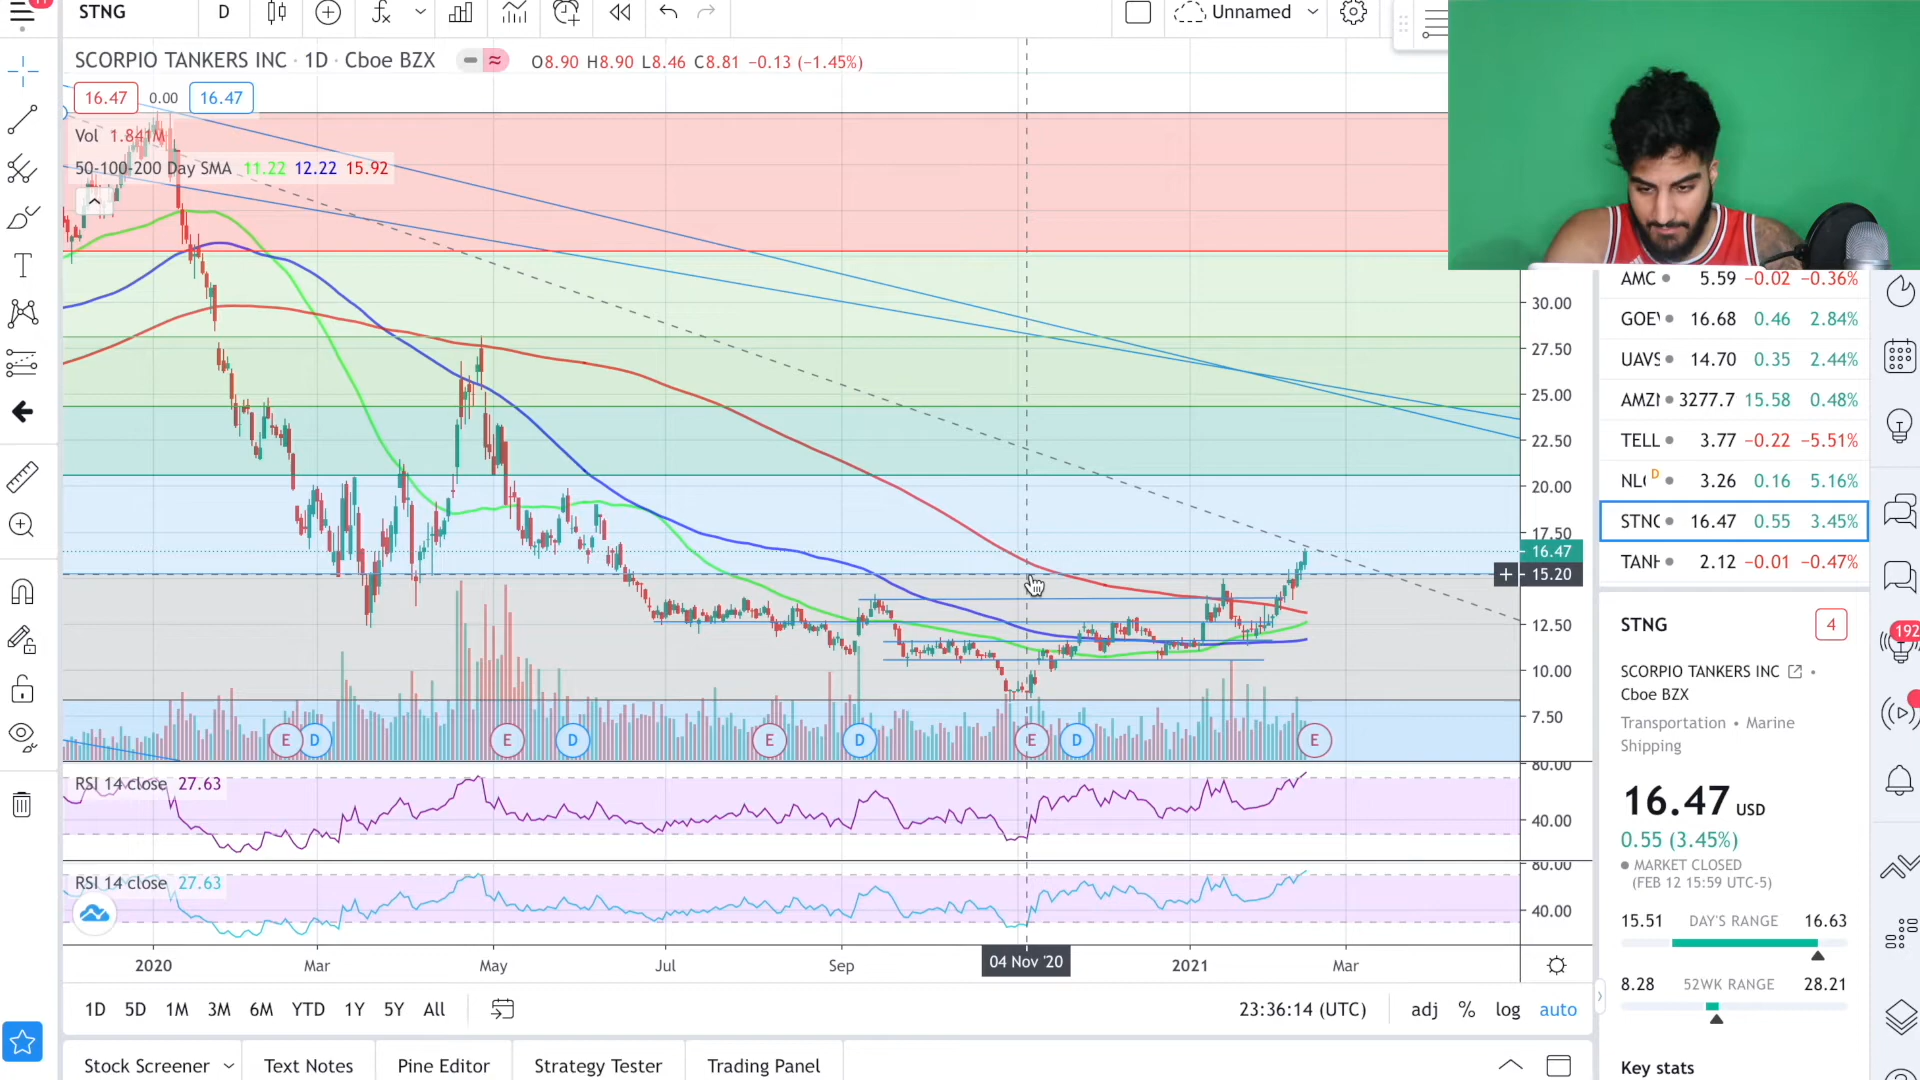 11
STNG
D
Unnamed
SCORPIO TANKERS INC · 1D · Cboe BZX
O8.90 H8.90 L8.46 C8.81 −0.13 (−1.45%)
16.47
0.00
16.47
Vol 1.841M
50-100-200 Day SMA 11.22 12.22 15.92
30.00
27.50
25.00
22.50
20.00
17.50
16.47
15.20
12.50
10.00
7.50
E
D
E
D
E
D
E
D
E
RSI 14 close 27.63
80.00
40.00
RSI 14 close 27.63
80.00
40.00
2020
Mar
May
Jul
Sep
04 Nov '20
2021
Mar
1D
5D
1M
3M
6M
YTD
1Y
5Y
All
23:36:14 (UTC)
adj
%
log
auto
Stock Screener
Text Notes
Pine Editor
Strategy Tester
Trading Panel
AMC 5.59 −0.02 −0.36%
GOEV 16.68 0.46 2.84%
UAVS 14.70 0.35 2.44%
AMZN 3277.7 15.58 0.48%
TELL 3.77 −0.22 −5.51%
D 3.26 0.16 5.16%
STNG 16.47 0.55 3.45%
TANH 2.12 −0.01 −0.47%
STNG
4
SCORPIO TANKERS INC •
Cboe BZX
Transportation • Marine
Shipping
16.47 USD
0.55 (3.45%)
MARKET CLOSED
(FEB 12 15:59 UTC-5)
15.51 DAY'S RANGE 16.63
8.28 52WK RANGE 28.21
Key stats
192